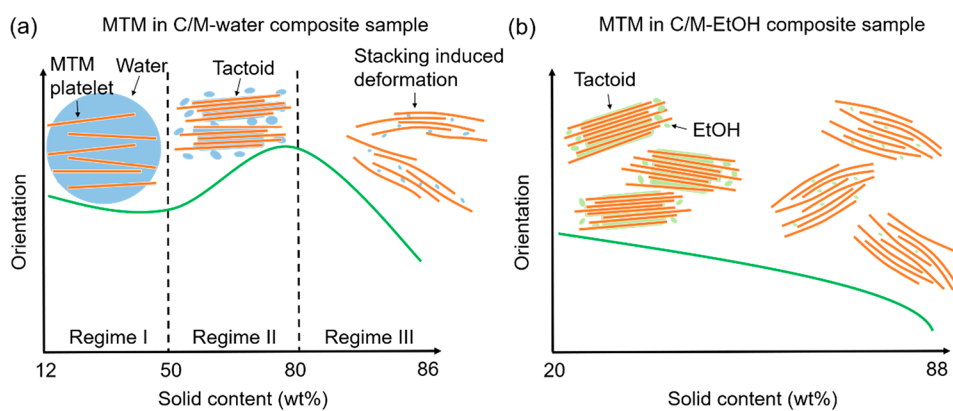 (a) MTM in C/M-water composite sample
MTM
platelet
Water
Tactoid
Stacking induced
deformation
Orientation
Regime I
Regime II
Regime III
12
50
80
86
Solid content (wt%)
(b) MTM in C/M-EtOH composite sample
Tactoid
EtOH
Orientation
20
88
Solid content (wt%)